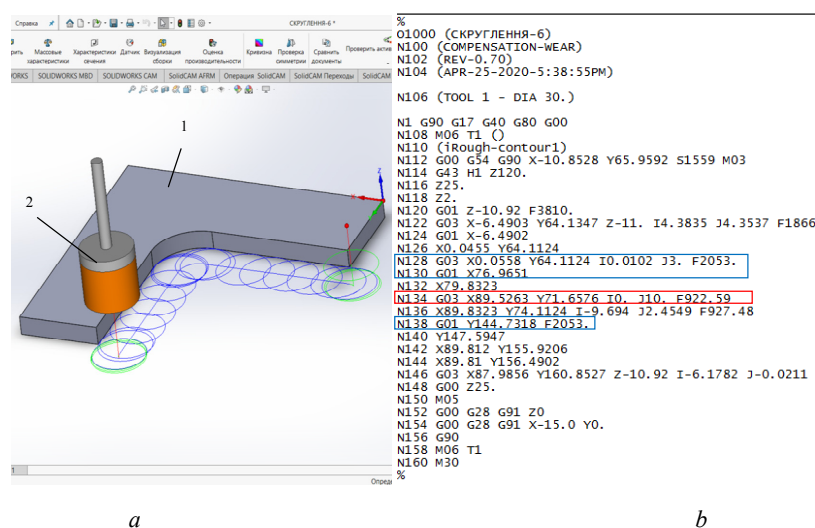 Справка
СКРУГЛЕННЯ-6 *
Массовые характеристики
Характеристики сечения
Датчик
Визуализация сборки
Оценка производительности
Кривизна
Проверка симметрии
Сравнить документы
Проверить актив
ORKS
SOLIDWORKS MBD
SOLIDWORKS CAM
SolidCAM AFRM
Операция SolidCAM
SolidCAM Переходы
SolidCAM
1
2
z
Опреде
a
%
O1000 (СКРУГЛЕННЯ-6)
N100 (COMPENSATION-WEAR)
N102 (REV-0.70)
N104 (APR-25-2020-5:38:55PM)
N106 (TOOL 1 - DIA 30.)
N1 G90 G17 G40 G80 G00
N108 M06 T1 ()
N110 (iRough-contour1)
N112 G00 G54 G90 X-10.8528 Y65.9592 S1559 M03
N114 G43 H1 Z120.
N116 Z25.
N118 Z2.
N120 G01 Z-10.92 F3810.
N122 G03 X-6.4903 Y64.1347 Z-11. I4.3835 J4.3537 F1866
N124 G01 X-6.4902
N126 X0.0455 Y64.1124
N128 G3 X0.0558 Y64.1124 I0.0102 J3. F2053.
N130 G01 X76.9651
N132 X79.8323
N134 G03 X89.5263 Y71.6576 I0. J10. F922.59
N136 X89.8323 Y74.1124 I-9.694 J2.4549 F927.48
N138 G01 Y144.7318 F2053.
N140 Y147.5947
N142 X89.812 Y155.9206
N144 X89.81 Y156.4902
N146 G03 X87.9856 Y160.8527 Z-10.92 I-6.1782 J-0.0211
N148 G00 Z25.
N150 M05
N152 G00 G28 G91 Z0
N154 G00 G28 G91 X-15.0 Y0.
N156 G90
N158 M06 T1
N160 M30
%
b